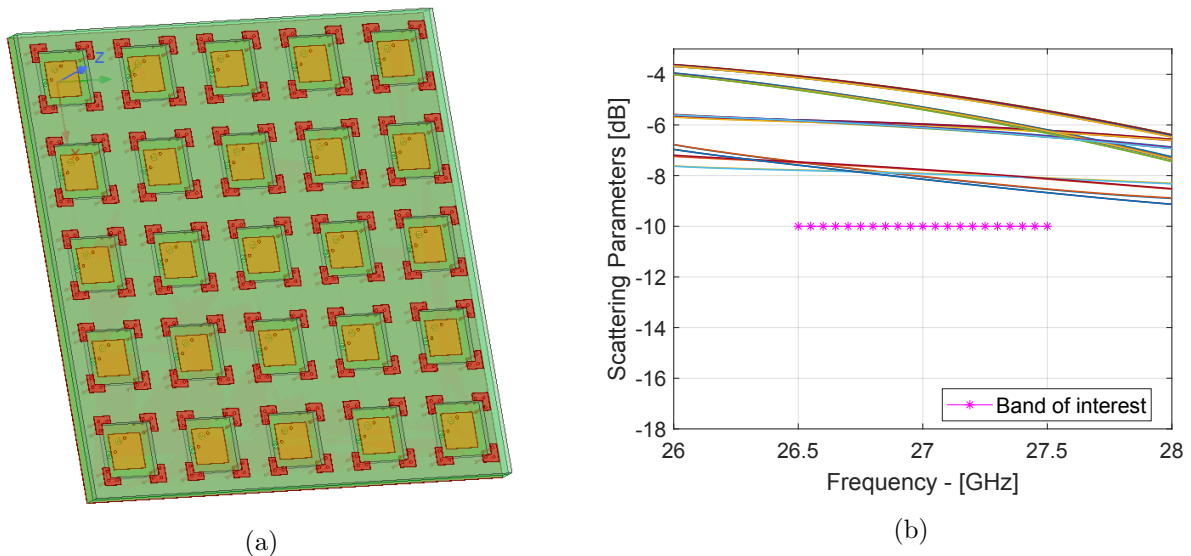 Z
X
(a)
Scattering Parameters [dB]
-4
-6
-8
-10
-12
-14
-16
-18
Band of interest
26
26.5
27
27.5
28
Frequency - [GHz]
(b)